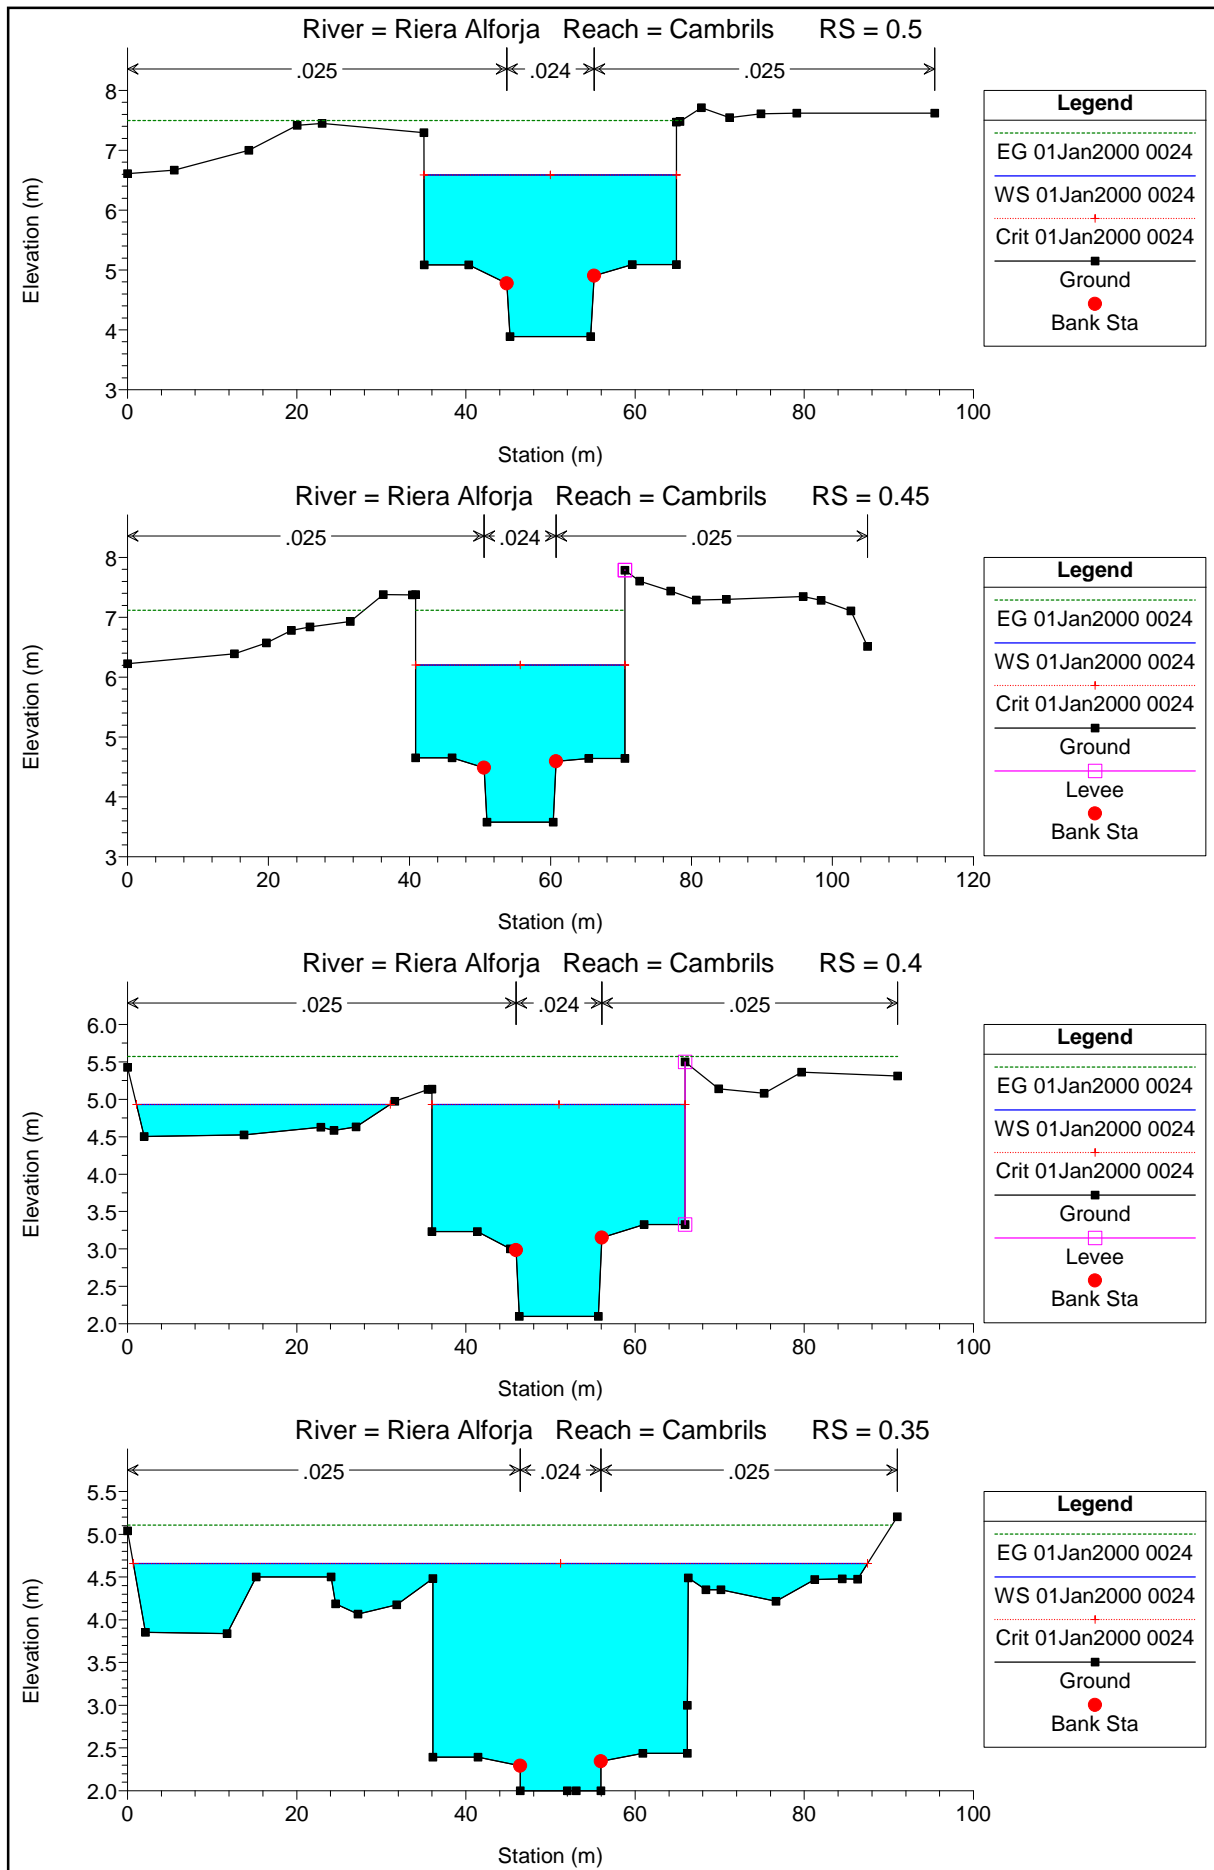 River = Riera Alforja Reach = Cambrils RS = 0.5
.025 .024 .025
8
7
6
5
4
3
Elevation (m)
0 20 40 60 80 100
Station (m)
Legend
EG 01Jan2000 0024
WS 01Jan2000 0024
Crit 01Jan2000 0024
Ground
Bank Sta
River = Riera Alforja Reach = Cambrils RS = 0.45
.025 .024 .025
8
7
6
5
4
3
Elevation (m)
0 20 40 60 80 100 120
Station (m)
Legend
EG 01Jan2000 0024
WS 01Jan2000 0024
Crit 01Jan2000 0024
Ground
Levee
Bank Sta
River = Riera Alforja Reach = Cambrils RS = 0.4
.025 .024 .025
6.0
5.5
5.0
4.5
4.0
3.5
3.0
2.5
2.0
Elevation (m)
0 20 40 60 80 100
Station (m)
Legend
EG 01Jan2000 0024
WS 01Jan2000 0024
Crit 01Jan2000 0024
Ground
Levee
Bank Sta
River = Riera Alforja Reach = Cambrils RS = 0.35
.025 .024 .025
5.5
5.0
4.5
4.0
3.5
3.0
2.5
2.0
Elevation (m)
0 20 40 60 80 100
Station (m)
Legend
EG 01Jan2000 0024
WS 01Jan2000 0024
Crit 01Jan2000 0024
Ground
Bank Sta